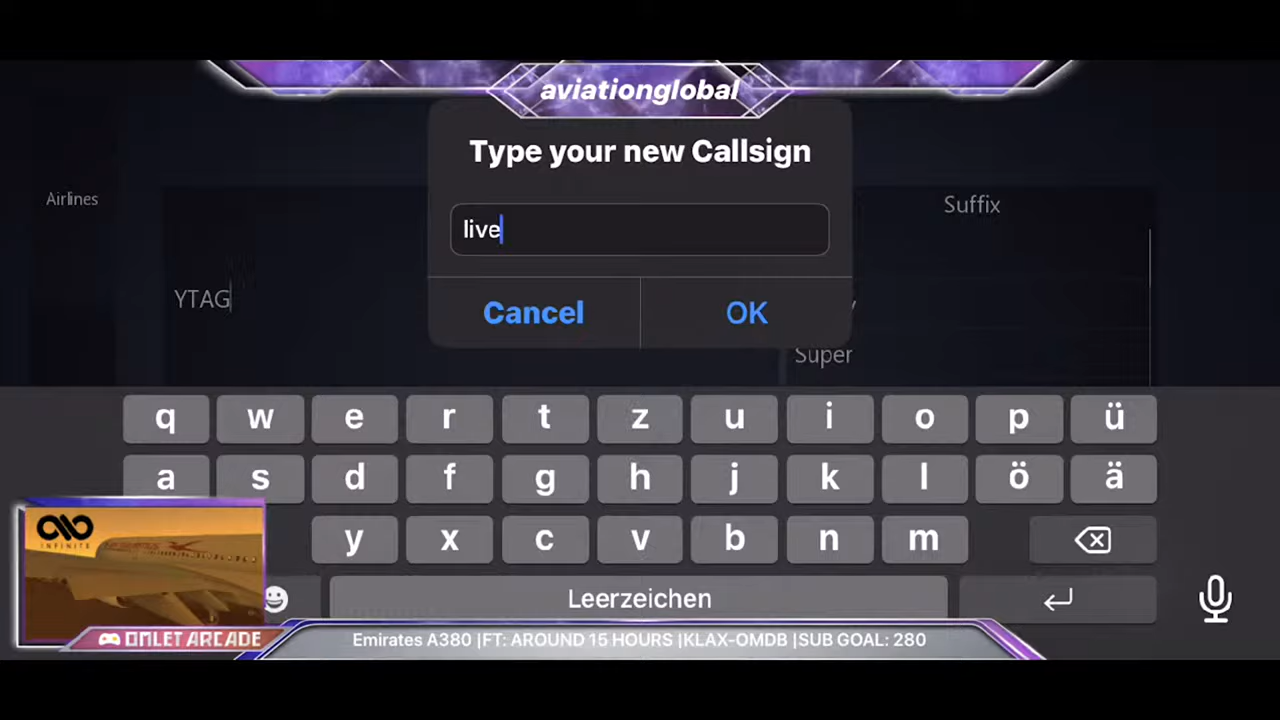 aviationglobal
Type your new Callsign
Airlines
Suffix
live
YTAG
Cancel
OK
Super
q w e r t z u i o p ü
a s d f g h j k l ö ä
y x c v b n m
INFINITE
Leerzeichen
OMLET ARCADE
Emirates A380 |FT: AROUND 15 HOURS |KLAX-OMDB |SUB GOAL: 280